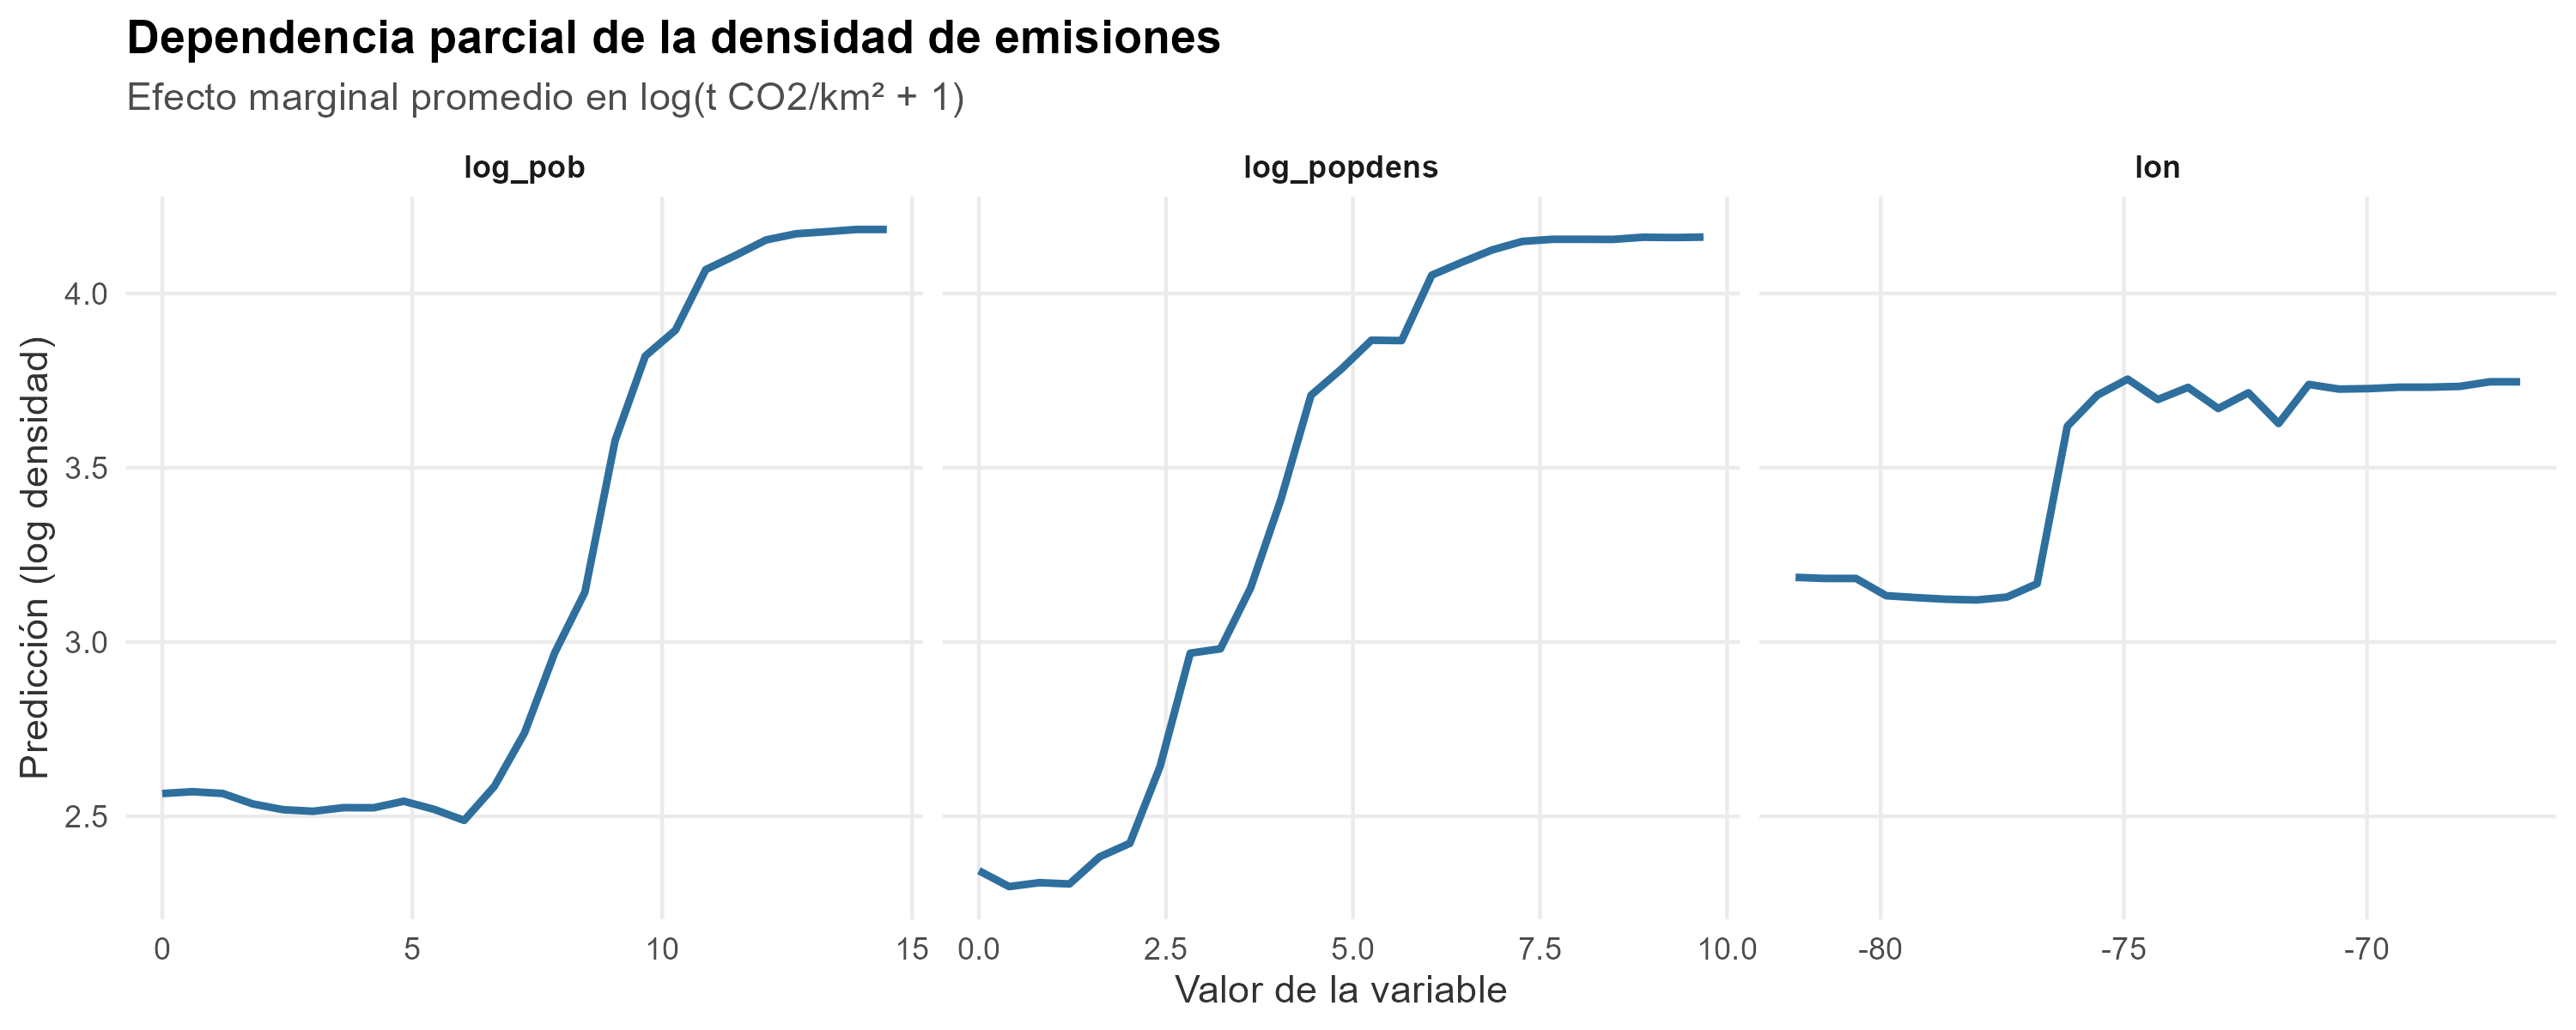 Dependencia parcial de la densidad de emisiones
Efecto marginal promedio en log(t CO2/km² + 1)
log_pob
log_popdens
lon
Predicción (log densidad)
4.0
3.5
3.0
2.5
0 5 10 15
0.0 2.5 5.0 7.5 10.0
-80 -75 -70
Valor de la variable